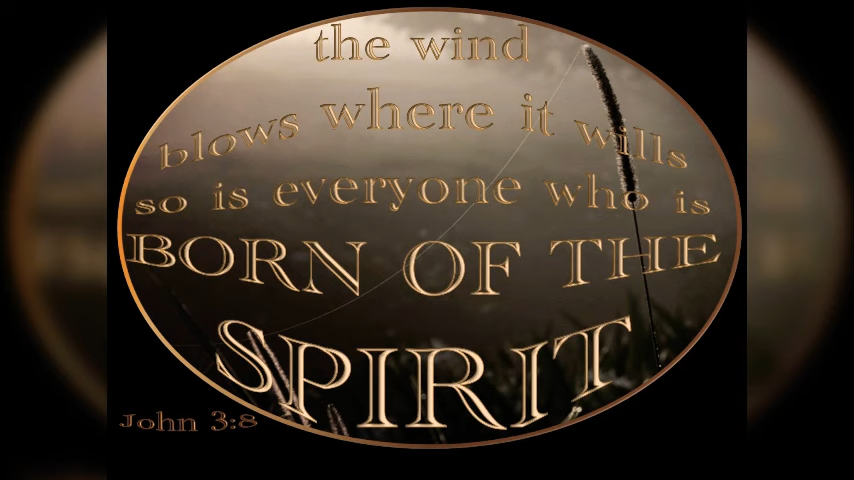 the wind
blows where it wills
so is everyone who is
BORN OF THE
SPIRIT
John 3:8